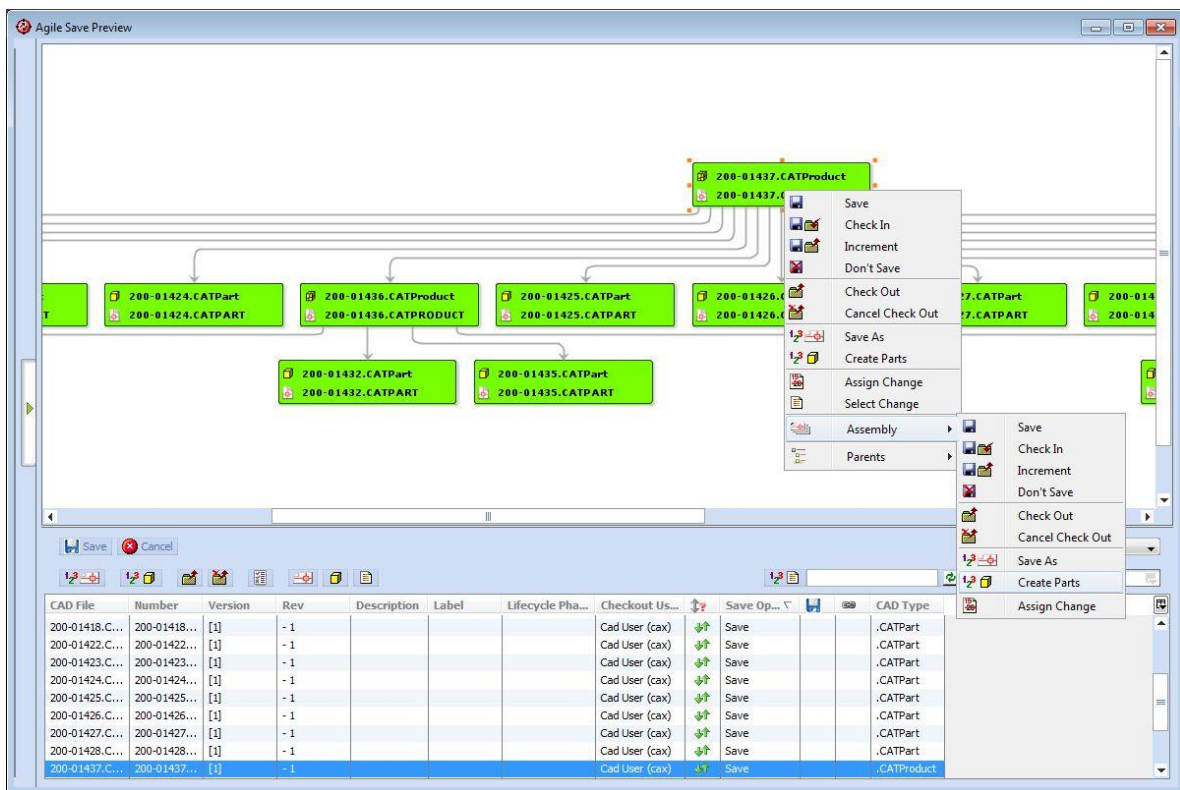 Agile Save Preview
200-01437.CATProduct
200-01437.C
Save
Check In
Increment
Don't Save
Check Out
Cancel Check Out
Save As
Create Parts
Assign Change
Select Change
Assembly
Parents
T
200-01424.CATPart
200-01424.CATPART
200-01436.CATProduct
200-01436.CATPRODUCT
200-01425.CATPart
200-01425.CATPART
200-01426.
200-01426.
27.CATPart
27.CATPART
200-014
200-014
200-01432.CATPart
200-01432.CATPART
200-01435.CATPart
200-01435.CATPART
Save
Check In
Increment
Don't Save
Check Out
Cancel Check Out
Save As
Create Parts
Assign Change
Save Cancel
CAD File Number Version Rev Description Label Lifecycle Pha... Checkout Us... Save Op... CAD Type
200-01418.C... 200-01418... [1] - 1 Cad User (cax) Save .CATPart
200-01422.C... 200-01422... [1] - 1 Cad User (cax) Save .CATPart
200-01423.C... 200-01423... [1] - 1 Cad User (cax) Save .CATPart
200-01424.C... 200-01424... [1] - 1 Cad User (cax) Save .CATPart
200-01425.C... 200-01425... [1] - 1 Cad User (cax) Save .CATPart
200-01426.C... 200-01426... [1] - 1 Cad User (cax) Save .CATPart
200-01427.C... 200-01427... [1] - 1 Cad User (cax) Save .CATPart
200-01428.C... 200-01428... [1] - 1 Cad User (cax) Save .CATPart
200-01437.C... 200-01437... [1] - 1 Cad User (cax) Save .CATProduct